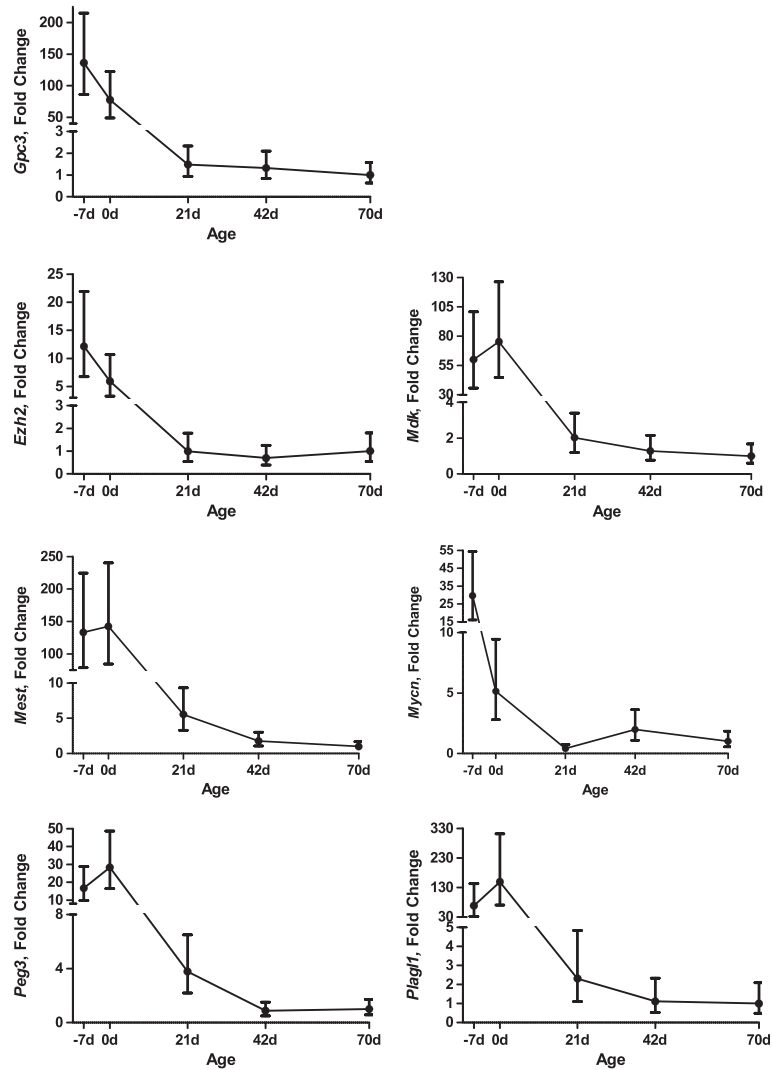 Gpc3, Fold Change
200
150
100
50
3
2
1
0
-7d 0d 21d 42d 70d
Age
Ezh2, Fold Change
25
20
15
10
5
3
2
1
0
-7d 0d 21d 42d 70d
Age
Mdk, Fold Change
130
105
80
55
30
4
2
0
-7d 0d 21d 42d 70d
Age
Mest, Fold Change
250
200
150
100
10
5
0
-7d 0d 21d 42d 70d
Age
Mycn, Fold Change
55
45
35
25
15
10
5
0
-7d 0d 21d 42d 70d
Age
Peg3, Fold Change
50
40
30
20
10
8
4
0
-7d 0d 21d 42d 70d
Age
Plagl1, Fold Change
330
230
130
30
5
4
3
2
1
0
-7d 0d 21d 42d 70d
Age